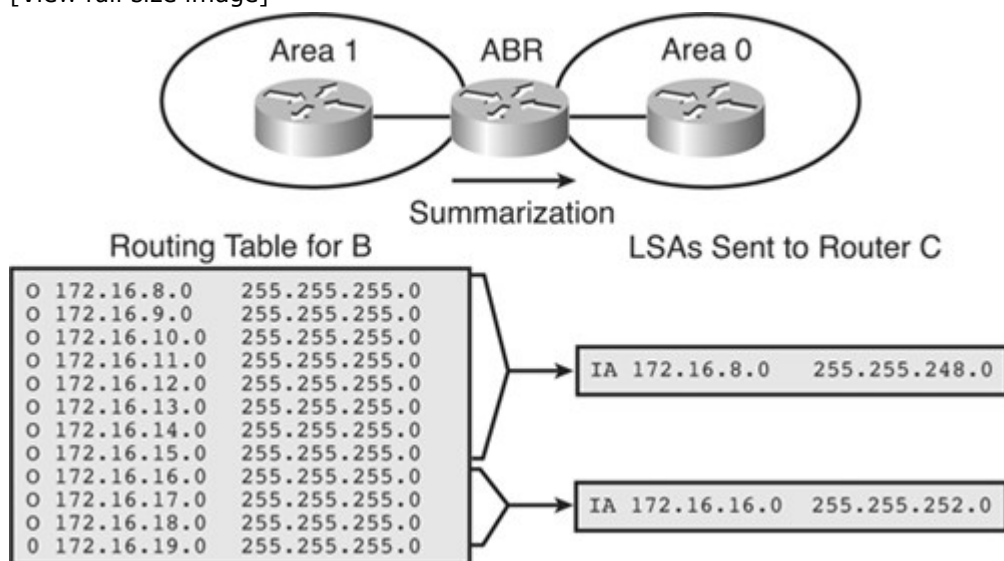 [View full size image]
Area 1
ABR
Area 0
Summarization
Routing Table for B
LSAs Sent to Router C
O 172.16.8.0 255.255.255.0
O 172.16.9.0 255.255.255.0
O 172.16.10.0 255.255.255.0
O 172.16.11.0 255.255.255.0
O 172.16.12.0 255.255.255.0
O 172.16.13.0 255.255.255.0
O 172.16.14.0 255.255.255.0
O 172.16.15.0 255.255.255.0
O 172.16.16.0 255.255.255.0
O 172.16.17.0 255.255.255.0
O 172.16.18.0 255.255.255.0
0 172.16.19.0 255.255.255.0
IA 172.16.8.0 255.255.248.0
IA 172.16.16.0 255.255.252.0